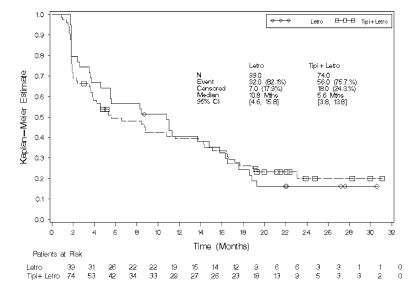 Letro Tipi+Letro
Letro Tipi+Letro
N 39.0 74.0
Event 32.0 (82.1%) 56.0 (75.7%)
Censored 7.0 (17.9%) 18.0 (24.3%)
Median 10.8 Mths 5.6 Mths
95% CI [4.6, 15.8] [3.8, 13.8]
Kaplan-Meier Estimate
1.0
0.9
0.8
0.7
0.6
0.5
0.4
0.3
0.2
0.1
0.0
0 2 4 6 8 10 12 14 16 18 20 22 24 26 28 30 32
Time (Months)
Patients at Risk
Letro 39 31 26 22 22 19 15 14 12 9 6 6 3 3 1 1 0
Tipi+Letro 74 53 42 34 33 29 27 26 23 18 13 9 5 3 3 2 0